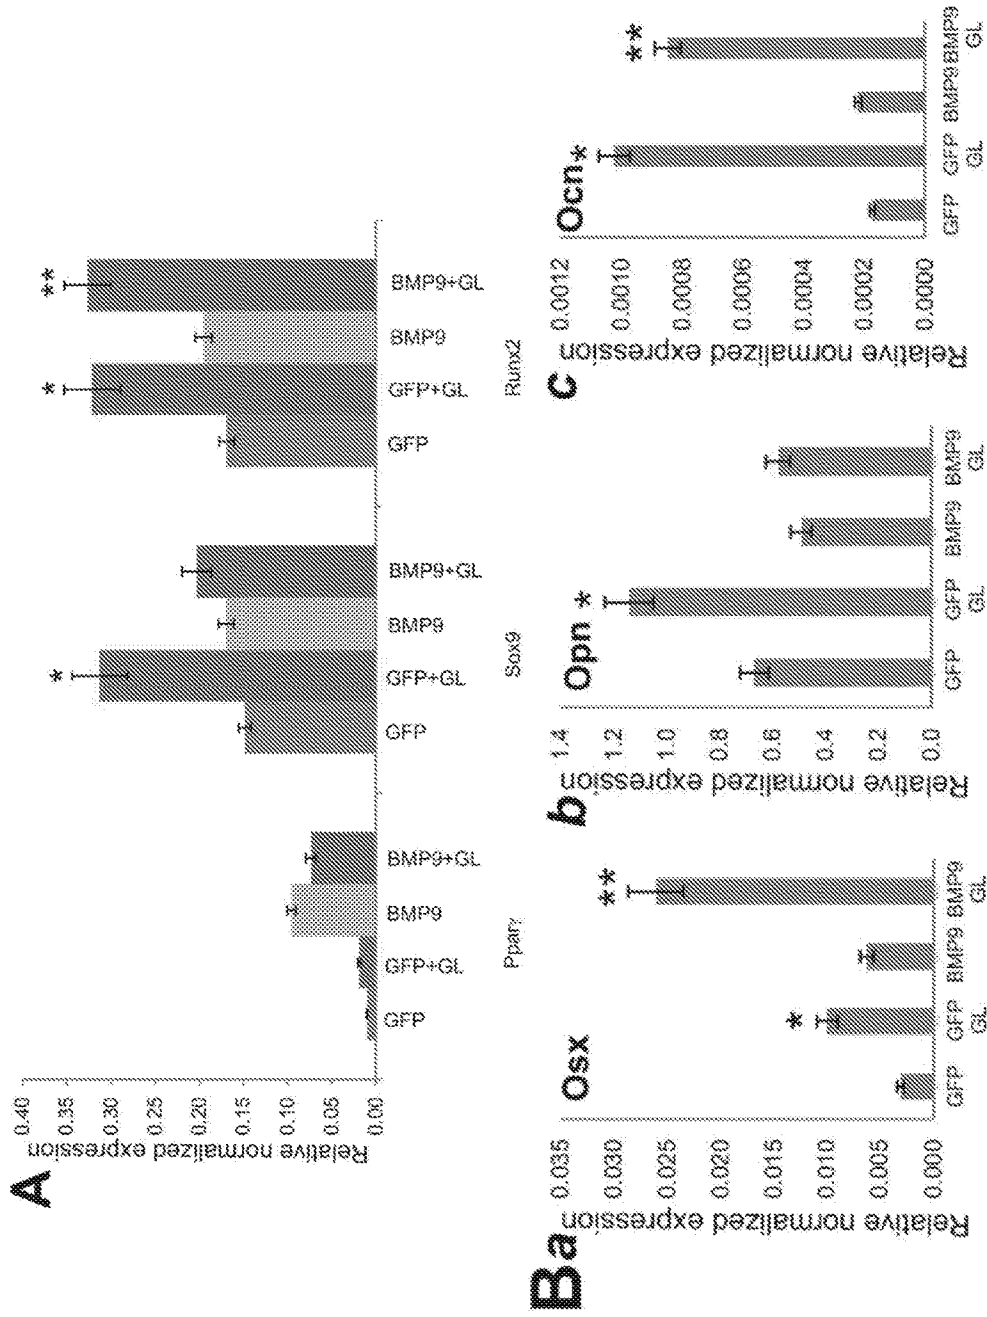 A
Relative normalized expression
0.40
0.35
0.30
0.25
0.20
0.15
0.10
0.05
0.00
GFP
GFP+GL
BMP9
BMP9+GL
GFP
GFP+GL
BMP9
BMP9+GL
GFP
GFP+GL
BMP9
BMP9+GL
*
*
**
Pparγ
Sox9
Runx2
Ba
Osx
Relative normalized expression
0.035
0.030
0.025
0.020
0.015
0.010
0.005
0.000
*
**
GFP GFP BMP9 BMP9
GL GL
b
Opn
Relative normalized expression
1.4
1.2
1.0
0.8
0.6
0.4
0.2
0.0
*
GFP GFP BMP9 BMP9
GL GL
c
Ocn
Relative normalized expression
0.0012
0.0010
0.0008
0.0006
0.0004
0.0002
0.0000
*
**
GFP GFP BMP9 BMP9
GL GL